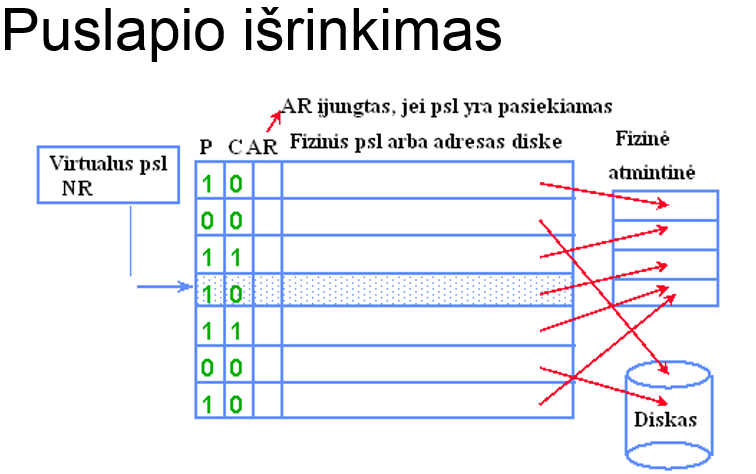 Puslapio išrinkimas
AR įjungtas, jei psl yra pasiekiamas
P C AR Fizinis psl arba adresas diske
Fizinė
atmintinė
Virtualus psl
NR
1 0
0 0
1 1
1 0
1 1
0 0
1 0
Diskas